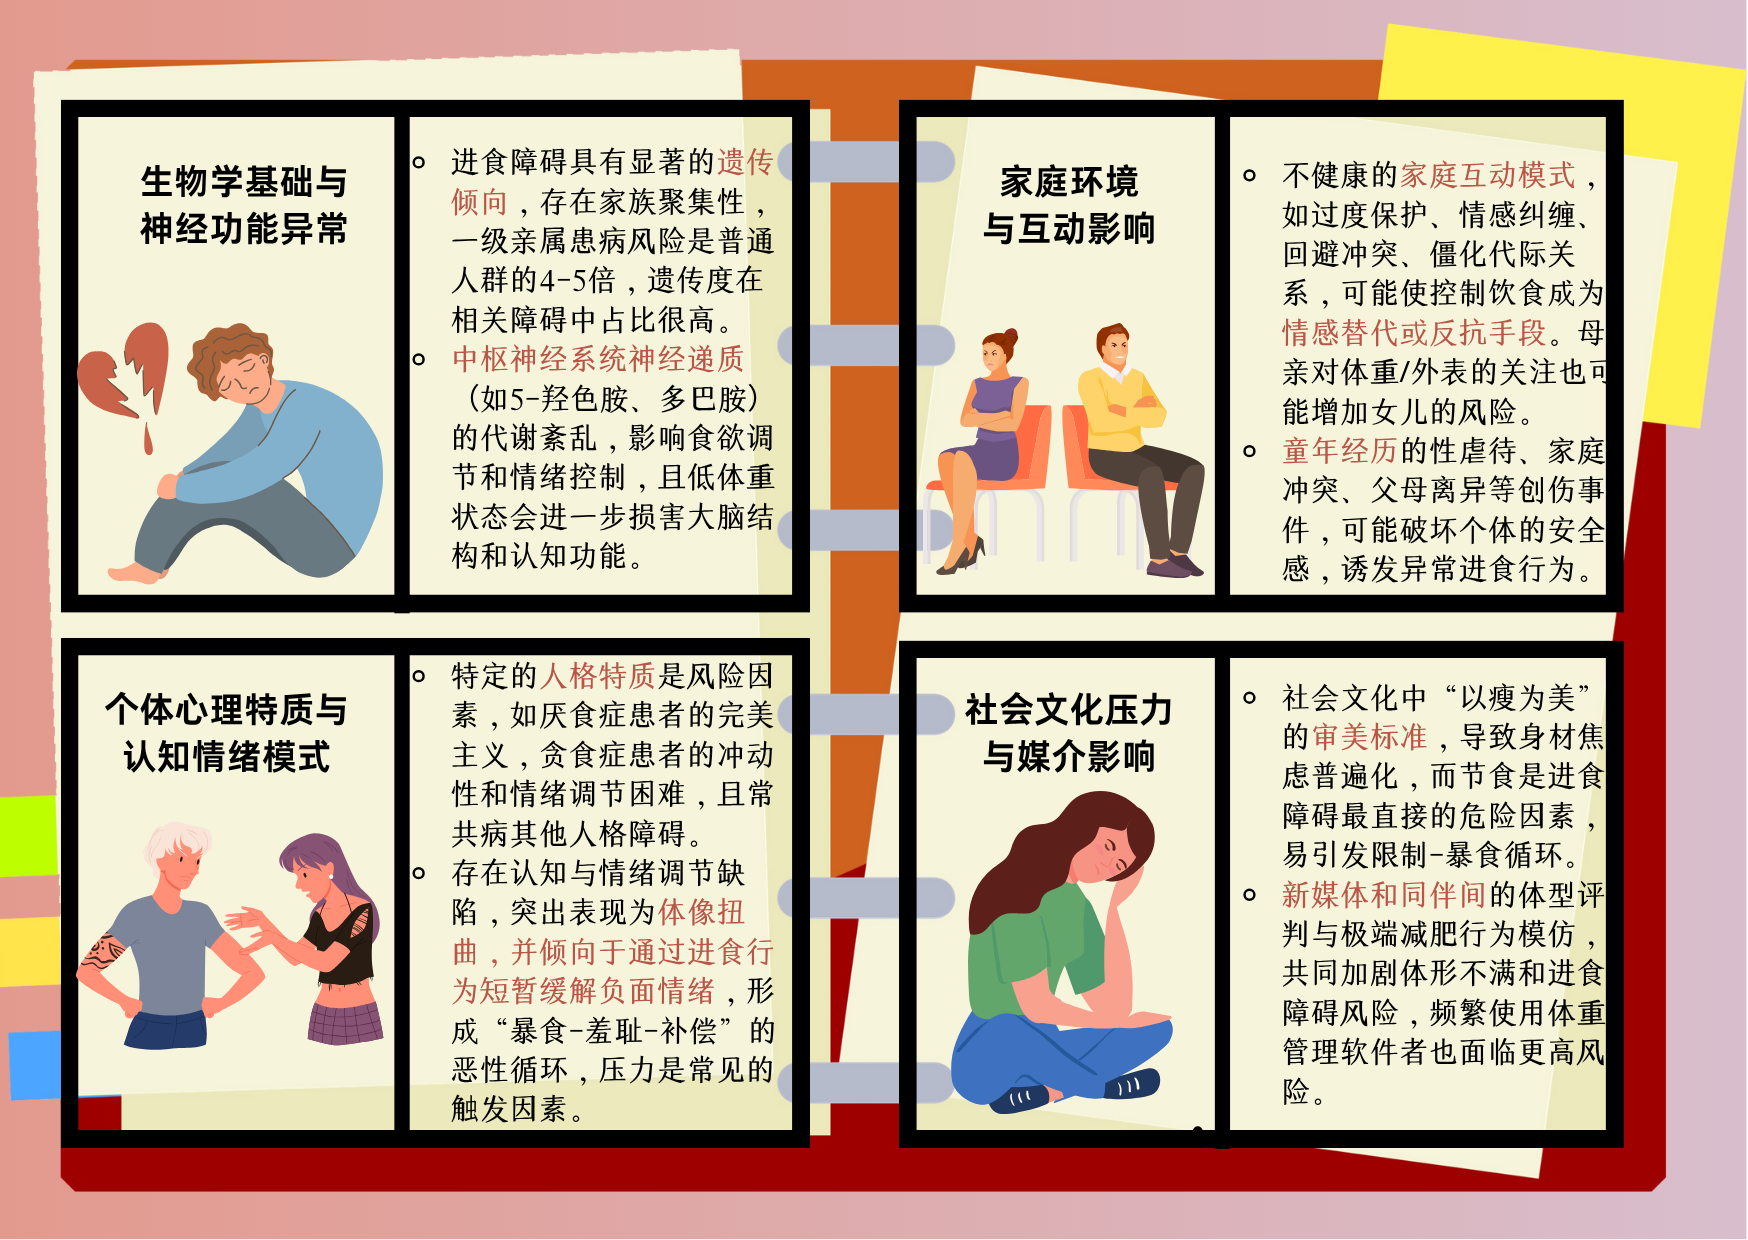 生物学基础与
神经功能异常
进食障碍具有显著的遗传
倾向，存在家族聚集性，
一级亲属患病风险是普通
人群的4-5倍，遗传度在
相关障碍中占比很高。
中枢神经系统神经递质
（如5-羟色胺、多巴胺）
的代谢紊乱，影响食欲调
节和情绪控制，且低体重
状态会进一步损害大脑结
构和认知功能。
家庭环境
与互动影响
不健康的家庭互动模式，
如过度保护、情感纠缠、
回避冲突、僵化代际关
系，可能使控制饮食成为
情感替代或反抗手段。母
亲对体重/外表的关注也可
能增加女儿的风险。
童年经历的性虐待、家庭
冲突、父母离异等创伤事
件，可能破坏个体的安全
感，诱发异常进食行为。
个体心理特质与
认知情绪模式
特定的人格特质是风险因
素，如厌食症患者的完美
主义，贪食症患者的冲动
性和情绪调节困难，且常
共病其他人格障碍。
存在认知与情绪调节缺
陷，突出表现为体像扭
曲，并倾向于通过进食行
为短暂缓解负面情绪，形
成“暴食-羞耻-补偿”的
恶性循环，压力是常见的
触发因素。
社会文化压力
与媒介影响
社会文化中“以瘦为美”
的审美标准，导致身材焦
虑普遍化，而节食是进食
障碍最直接的危险因素，
易引发限制-暴食循环。
新媒体和同伴间的体型评
判与极端减肥行为模仿，
共同加剧体形不满和进食
障碍风险，频繁使用体重
管理软件者也面临更高风
险。